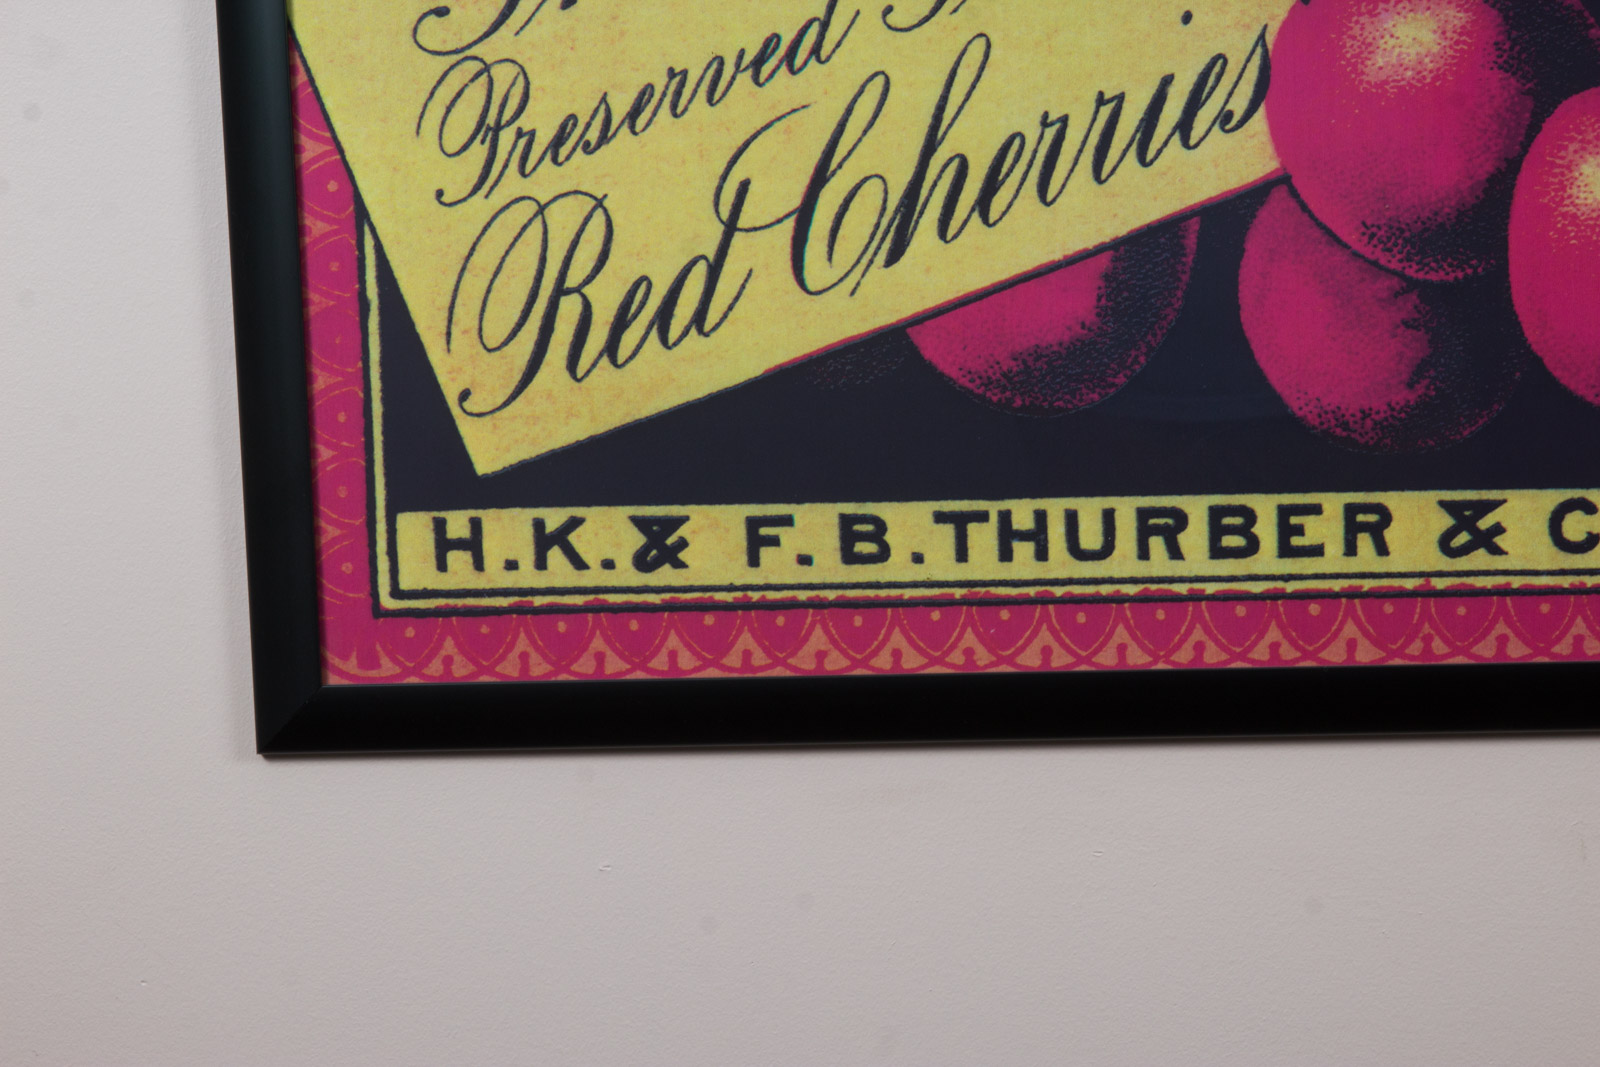 Preserved
Red Cherries
H.K.& F.B.THURBER & C